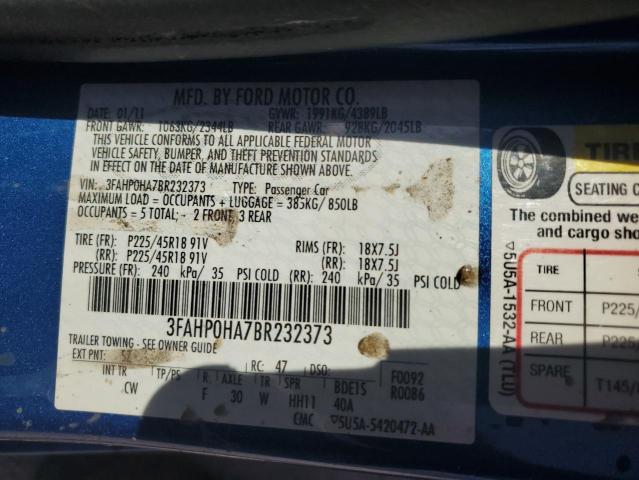 MFD. BY FORD MOTOR CO.
DATE: 01/11 GVWR: 1991KG/4389LB
FRONT GAWR: 1063KG/2344LB REAR GAWR: 928KG/2045LB
THIS VEHICLE CONFORMS TO ALL APPLICABLE FEDERAL MOTOR
VEHICLE SAFETY, BUMPER, AND THEFT PREVENTION STANDARDS
IN EFFECT ON THE DATE OF MANUFACTURE SHOWN ABOVE.
VIN: 3FAHP0HA7BR232373 TYPE: Passenger Car
MAXIMUM LOAD = OCCUPANTS + LUGGAGE = 385KG/ 850LB
OCCUPANTS = 5 TOTAL; - 2 FRONT, 3 REAR
TIRE (FR): P225/45R18 91V RIMS (FR): 18X7.5J
(RR): P225/45R18 91V (RR): 18X7.5J
PRESSURE (FR): 240 kPa/ 35 PSI COLD (RR): 240 kPa/ 35 PSI COLD
3FAHP0HA7BR232373
TRAILER TOWING - SEE OWNER GUIDE
EXT PNT: RC: 47 DSO: F0092
INT TR TP/PS R AXLE TR SPR BDE15 R0086
CW F 30 W HH11 40A
CMC ▽5U5A-5420472-AA
TIRE
SEATING
The combined
and cargo
TIRE
FRONT P225/
REAR P225/
SPARE T145/
▽5U5A-1532-AA (TLU)